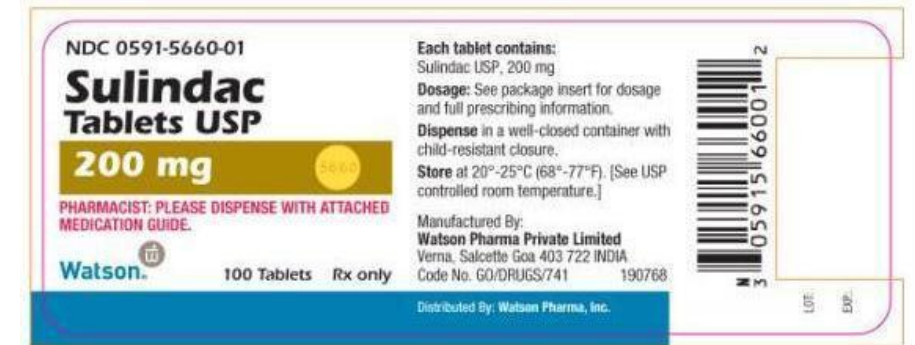 NDC 0591-5660-01
Sulindac
Tablets USP
200 mg
5660
PHARMACIST: PLEASE DISPENSE WITH ATTACHED
MEDICATION GUIDE.
Watson®
100 Tablets Rx only
Each tablet contains:
Sulindac USP, 200 mg
Dosage: See package insert for dosage
and full prescribing information.
Dispense in a well-closed container with
child-resistant closure.
Store at 20°-25°C (68°-77°F). [See USP
controlled room temperature.]
Manufactured By:
Watson Pharma Private Limited
Verna, Salcette Goa 403 722 INDIA
Code No. GO/DRUGS/741 190768
Distributed By: Watson Pharma, Inc.
N
3 05915 66001 2
LOT:
EXP.: